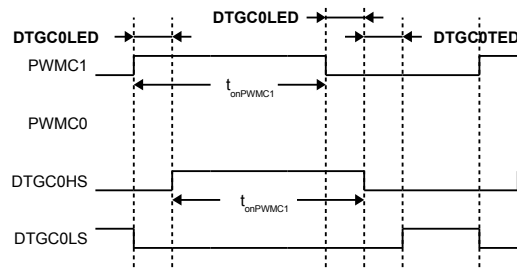 DTGC0LED
DTGC0LED
DTGC0TED
PWMC1
tonPWMC1
PWMC0
DTGC0HS
tonPWMC1
DTGC0LS